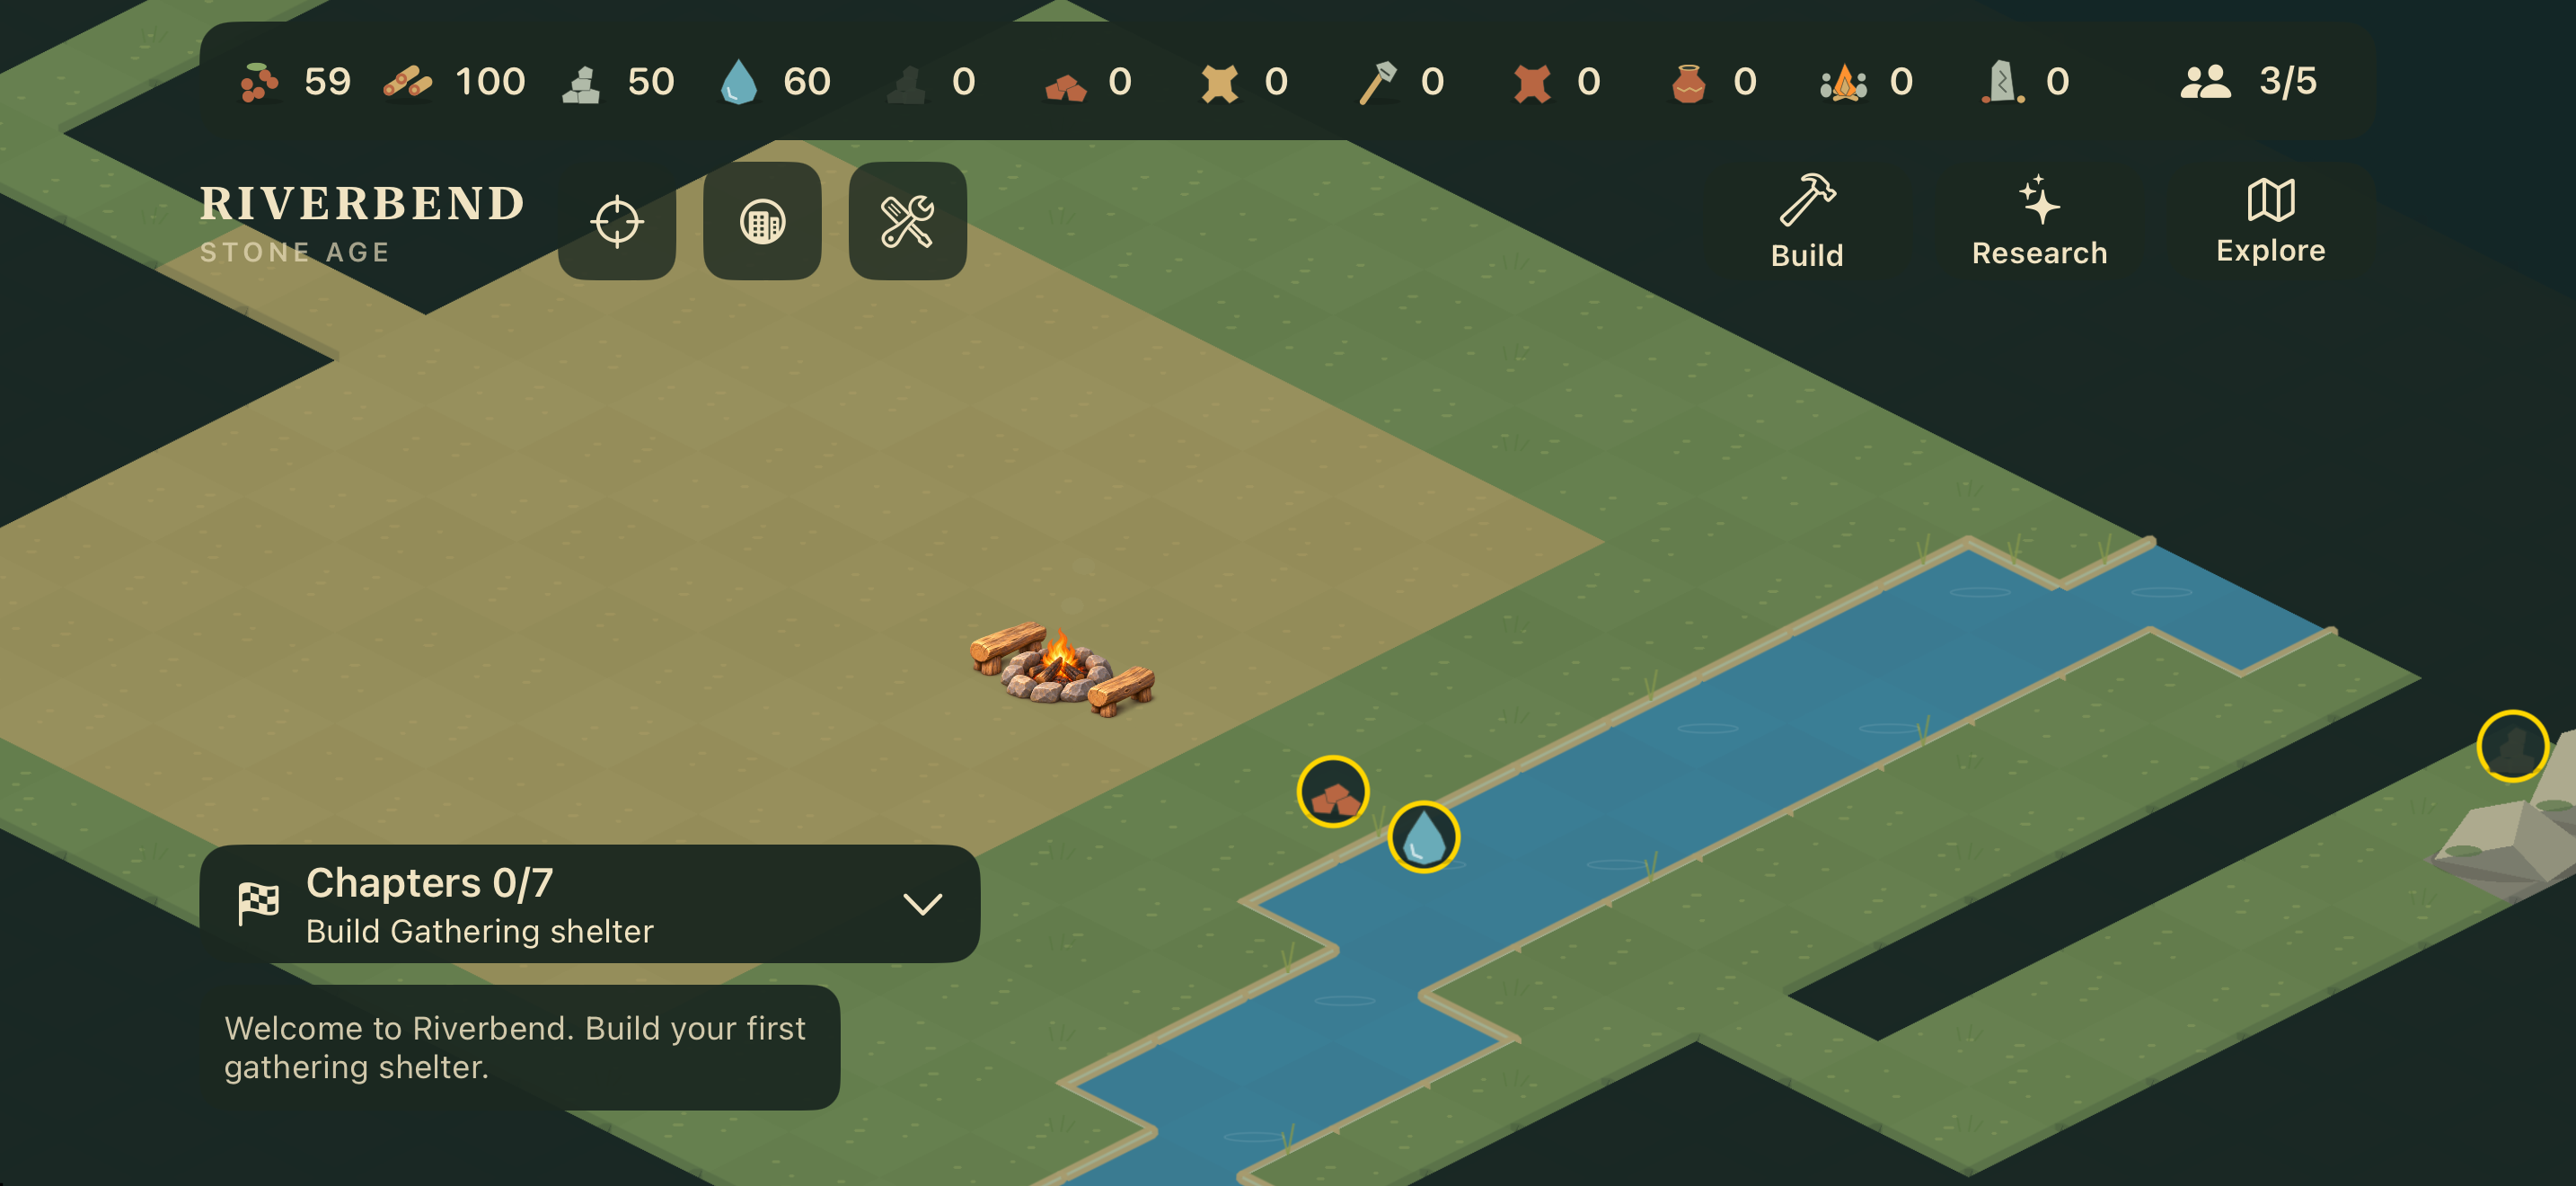 59 100 50 60 0 0 0 0 0 0 0 0 3/5
RIVERBEND
STONE AGE
Build Research Explore
Chapters 0/7
Build Gathering shelter
Welcome to Riverbend. Build your first
gathering shelter.